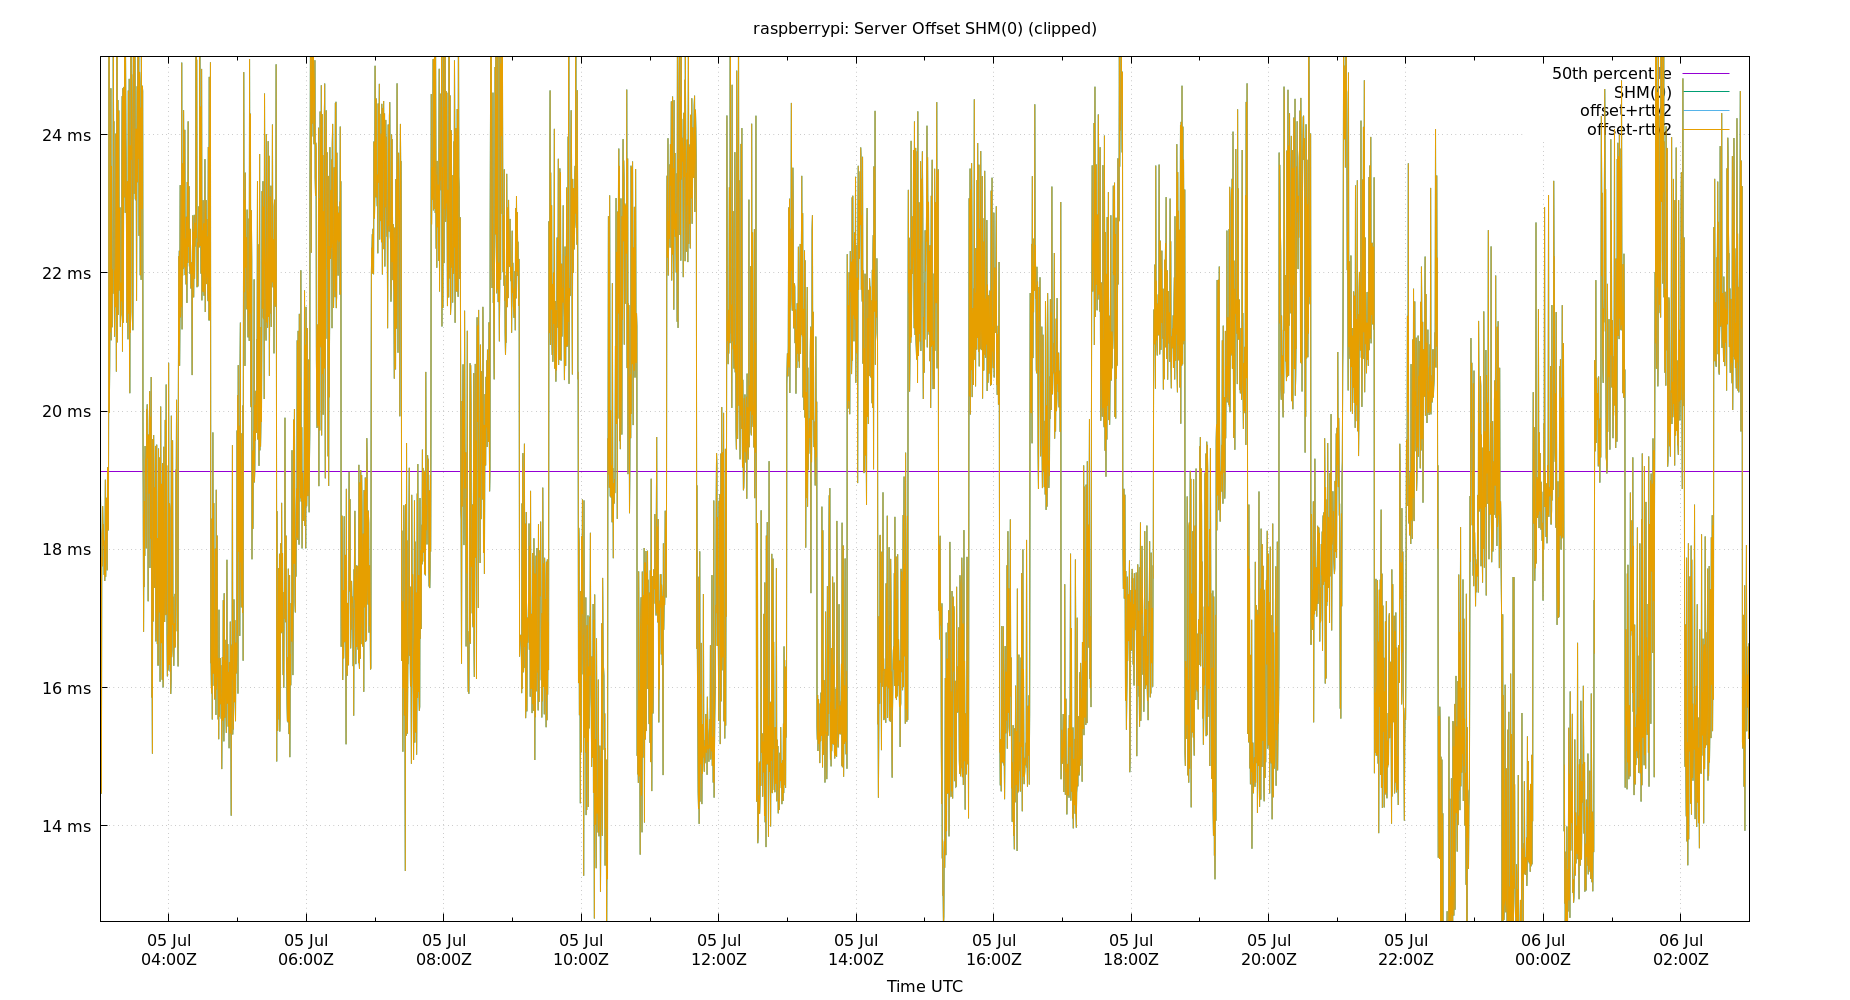 raspberrypi: Server Offset SHM(0) (clipped)
50th percentile
SHM(0)
offset+rtt/2
offset-rtt/2
24 ms
22 ms
20 ms
18 ms
16 ms
14 ms
05 Jul 05 Jul 05 Jul 05 Jul 05 Jul 05 Jul 05 Jul 05 Jul 05 Jul 05 Jul 06 Jul 06 Jul
04:00Z 06:00Z 08:00Z 10:00Z 12:00Z 14:00Z 16:00Z 18:00Z 20:00Z 22:00Z 00:00Z 02:00Z
Time UTC